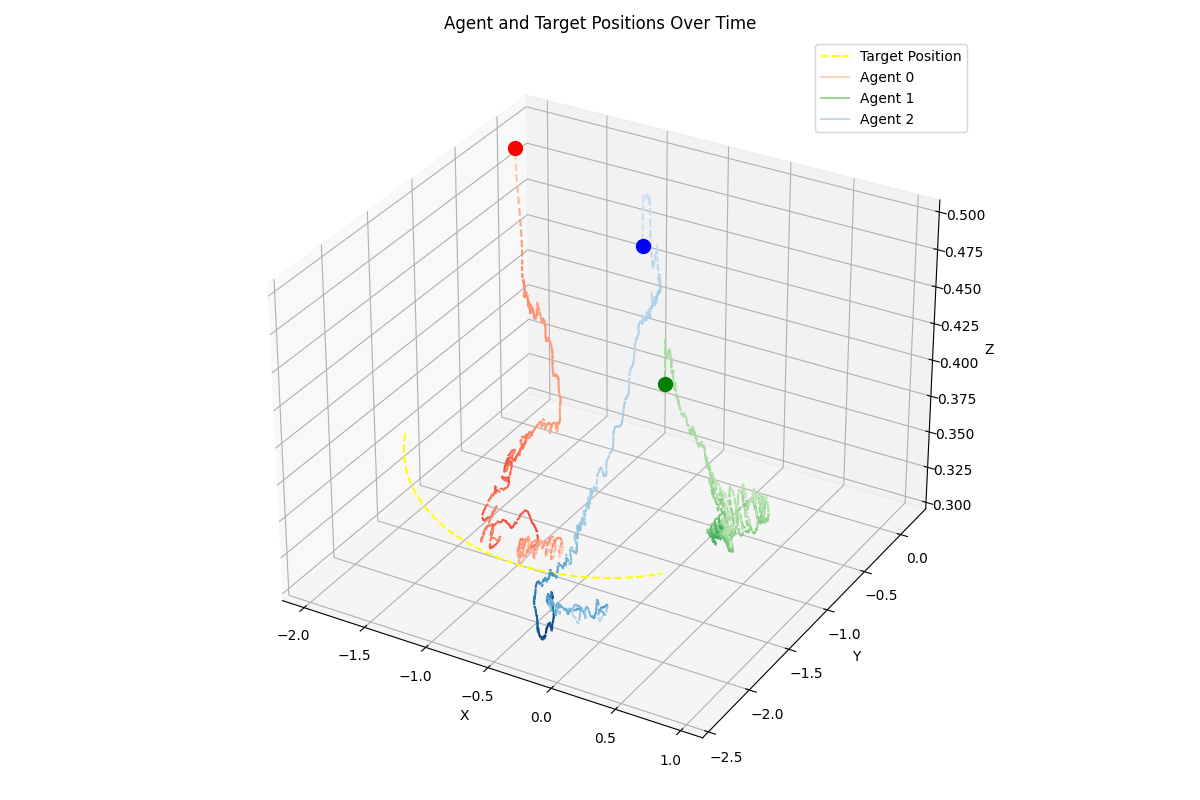 Agent and Target Positions Over Time
Target Position
Agent 0
Agent 1
Agent 2
0.500
0.475
0.450
0.425
0.400
0.375
0.350
0.325
0.300
Z
0.0
−0.5
−1.0
−1.5
−2.0
−2.5
Y
−2.0
−1.5
−1.0
−0.5
0.0
0.5
1.0
X